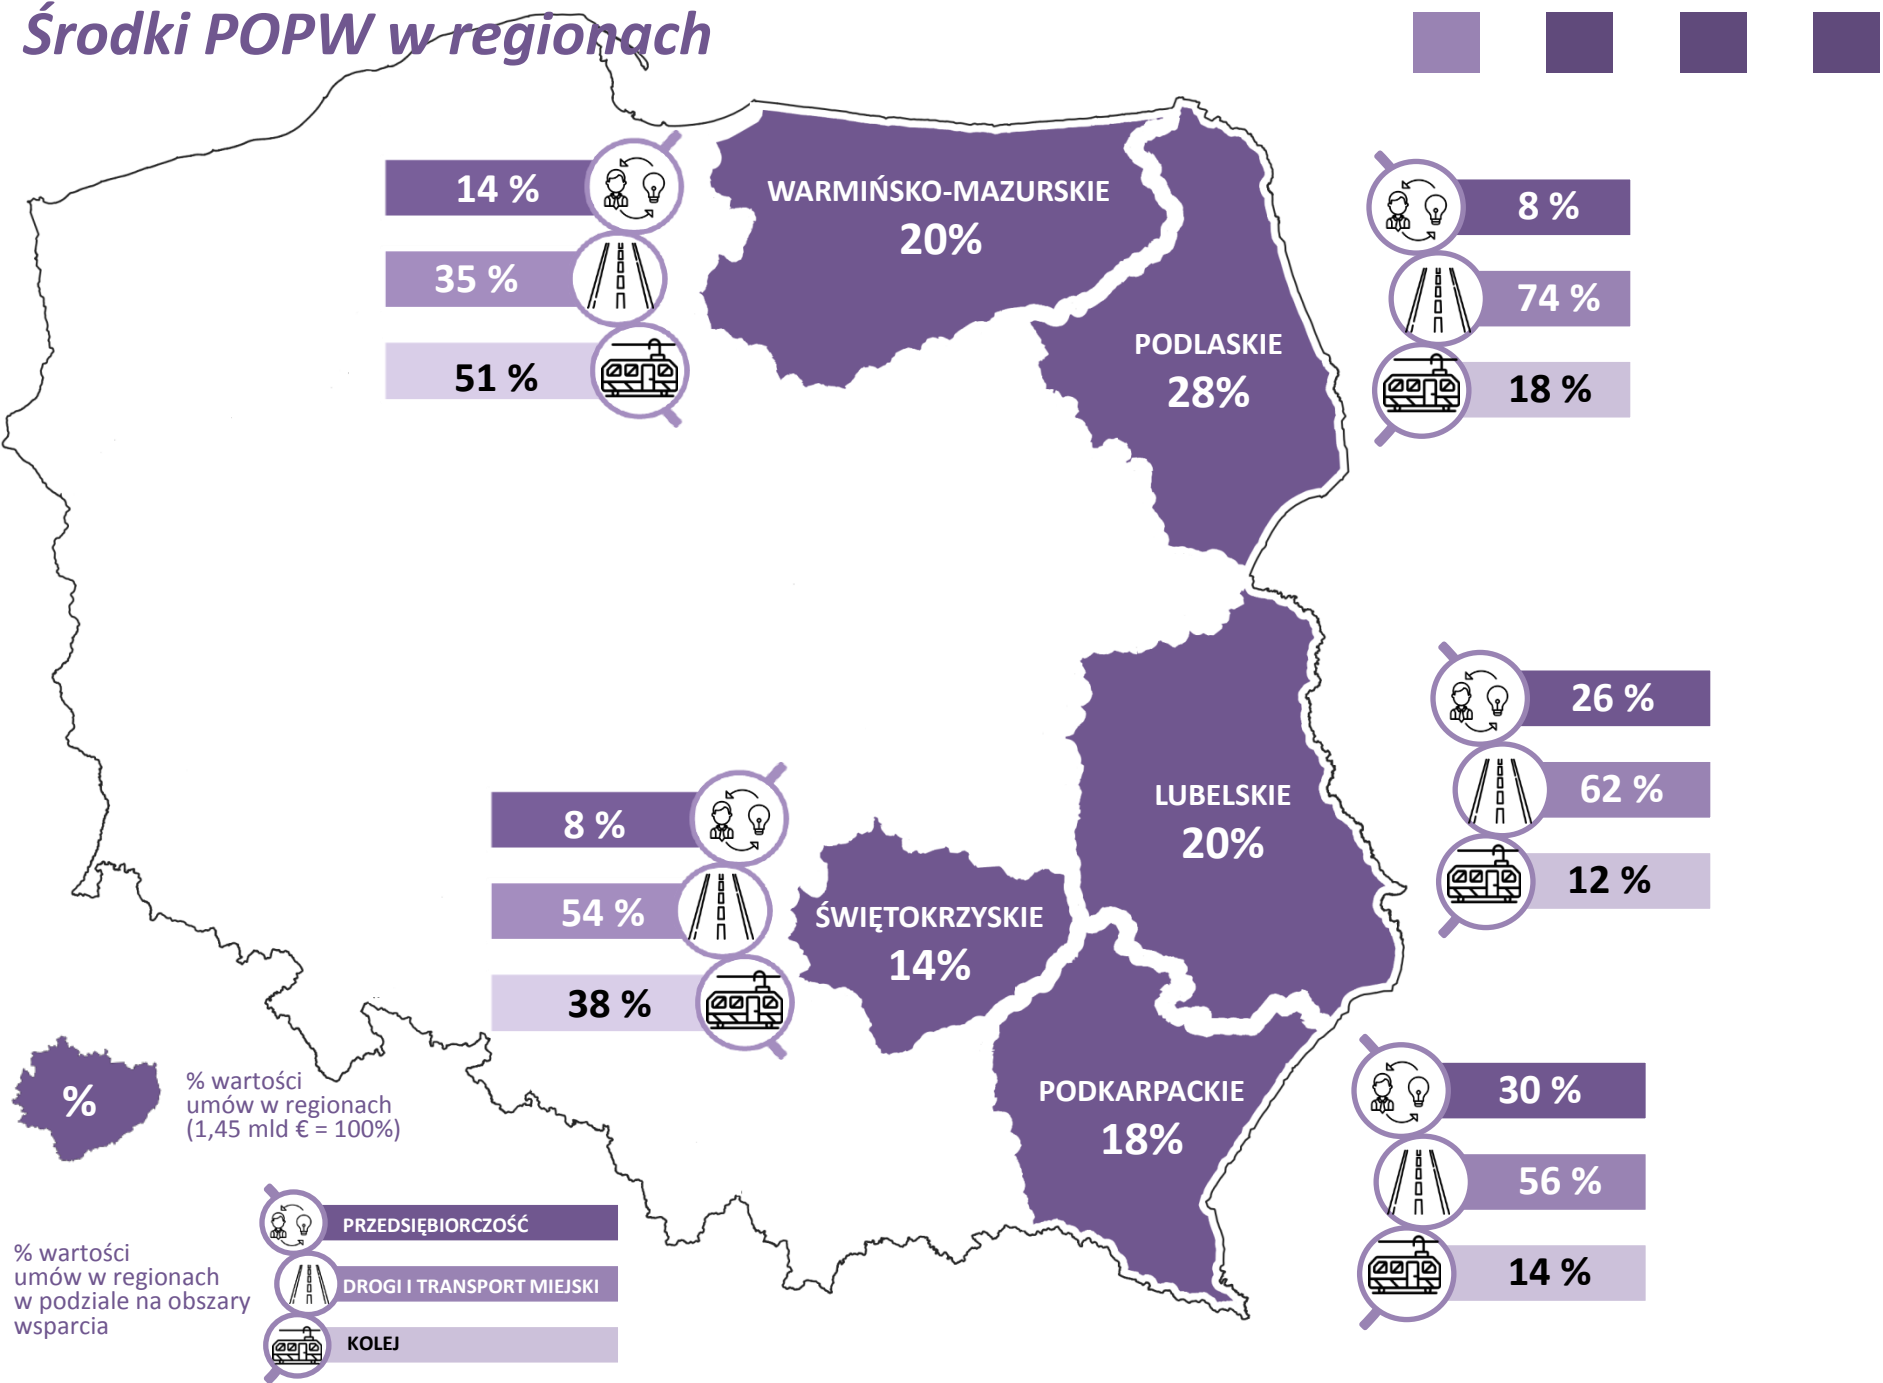 Środki POPW w regionach
14 %
35 %
51 %
WARMIŃSKO-MAZURSKIE
20%
8 %
74 %
18 %
PODLASKIE
28%
26 %
62 %
12 %
LUBELSKIE
20%
8 %
54 %
38 %
ŚWIĘTOKRZYSKIE
14%
PODKARPACKIE
18%
30 %
56 %
14 %
%
% wartości
umów w regionach
(1,45 mld € = 100%)
% wartości
umów w regionach
w podziale na obszary
wsparcia
PRZEDSIĘBIORCZOŚĆ
DROGI I TRANSPORT MIEJSKI
KOLEJ